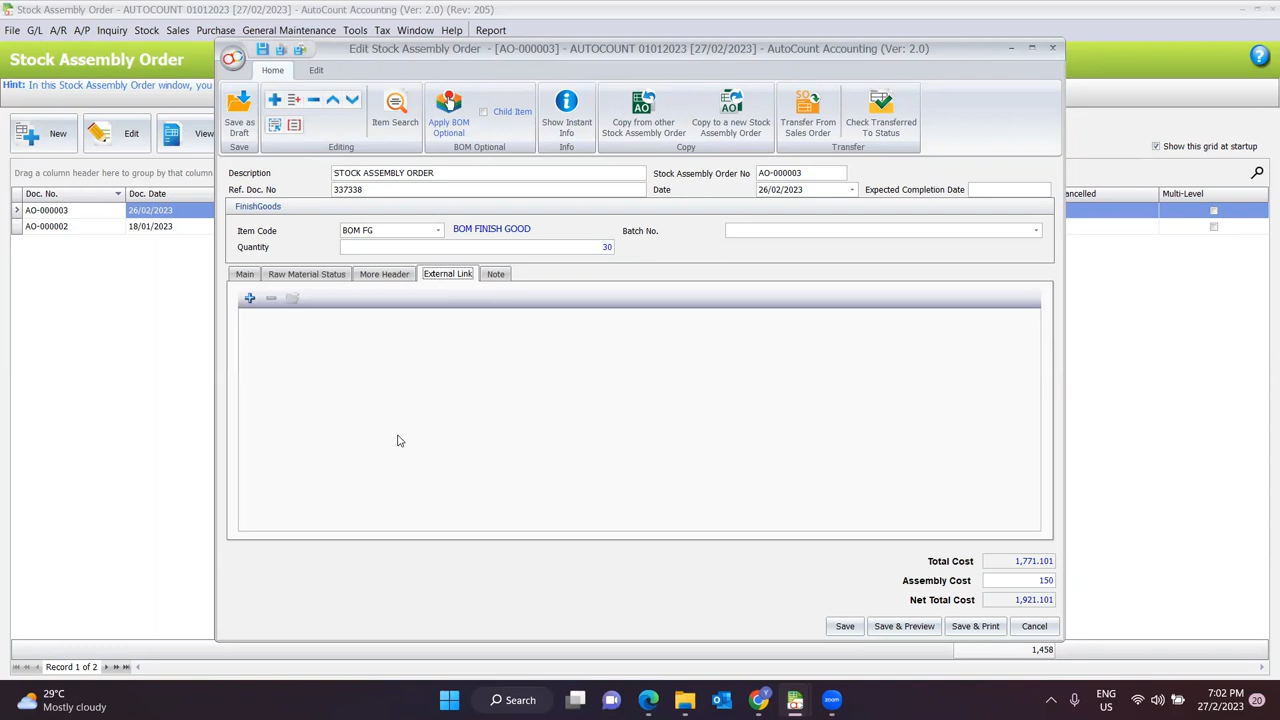 Stock Assembly Order - AUTOCOUNT 01012023 [27/02/2023] - AutoCount Accounting (Ver: 2.0) (Rev: 205)
File G/L A/R A/P Inquiry Stock Sales Purchase General Maintenance Tools Tax Window Help Report
Stock Assembly Order
Hint: In this Stock Assembly Order window, you
New Edit View
Show this grid at startup
Drag a column header here to group by that column
Doc. No. Doc. Date
Cancelled Multi-Level
AO-000003 26/02/2023
AO-000002 18/01/2023
Edit Stock Assembly Order - [AO-000003] - AUTOCOUNT 01012023 [27/02/2023] - AutoCount Accounting (Ver: 2.0)
Home Edit
Save as Draft
Save
Editing
Item Search
Apply BOM Optional
Child Item
BOM Optional
Show Instant Info
Info
Copy from other Stock Assembly Order
Copy to a new Stock Assembly Order
Copy
Transfer From Sales Order
Check Transferred To Status
Transfer
Description STOCK ASSEMBLY ORDER Stock Assembly Order No AO-000003
Ref. Doc. No 337338 Date 26/02/2023 Expected Completion Date
FinishGoods
Item Code BOM FG BOM FINISH GOOD Batch No.
Quantity 30
Main Raw Material Status More Header External Link Note
Total Cost 1,771.101
Assembly Cost 150
Net Total Cost 1,921.101
Save Save & Preview Save & Print Cancel
1,458
Record 1 of 2
29°C
Mostly cloudy
Search
ENG
US
7:02 PM
27/2/2023
20